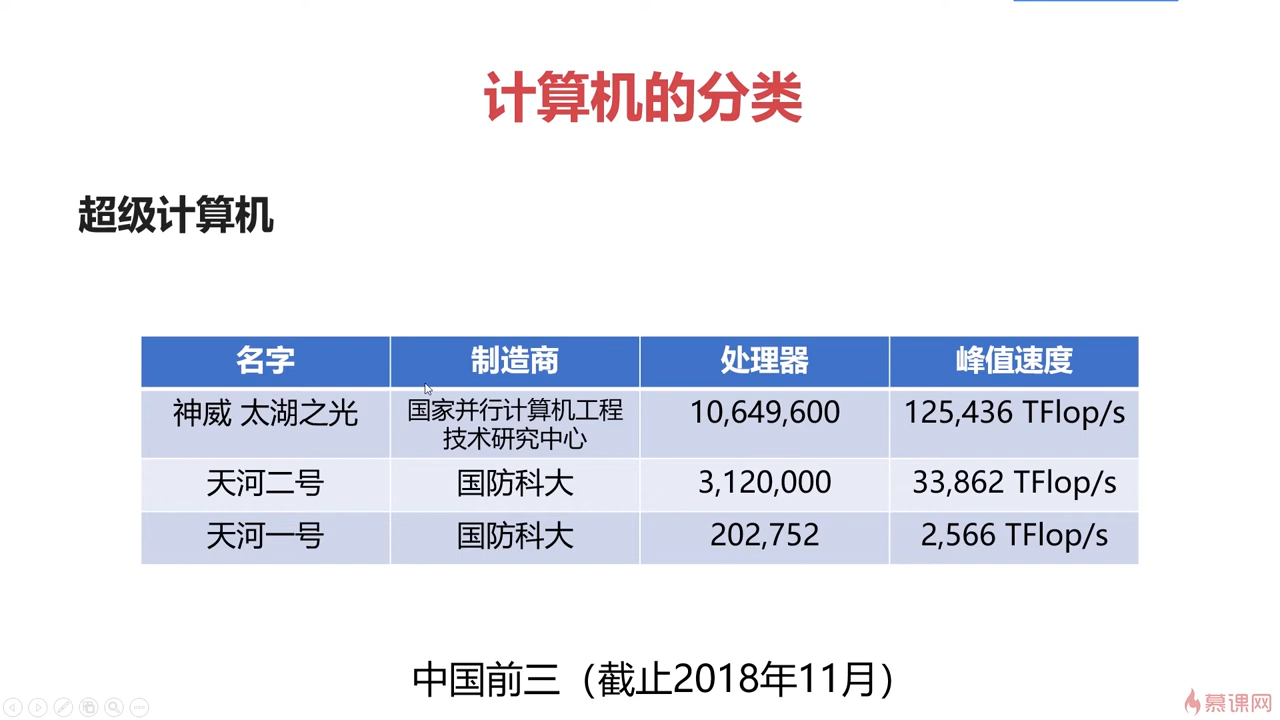 计算机的分类
超级计算机
名字 制造商 处理器 峰值速度
神威 太湖之光 国家并行计算机工程技术研究中心 10,649,600 125,436 TFlop/s
天河二号 国防科大 3,120,000 33,862 TFlop/s
天河一号 国防科大 202,752 2,566 TFlop/s
中国前三（截止2018年11月）
慕课网